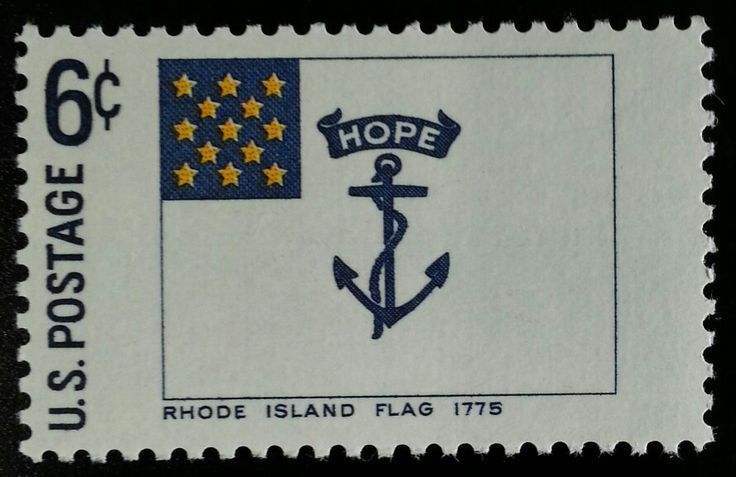 6¢
U.S. POSTAGE
HOPE
RHODE ISLAND FLAG 1775